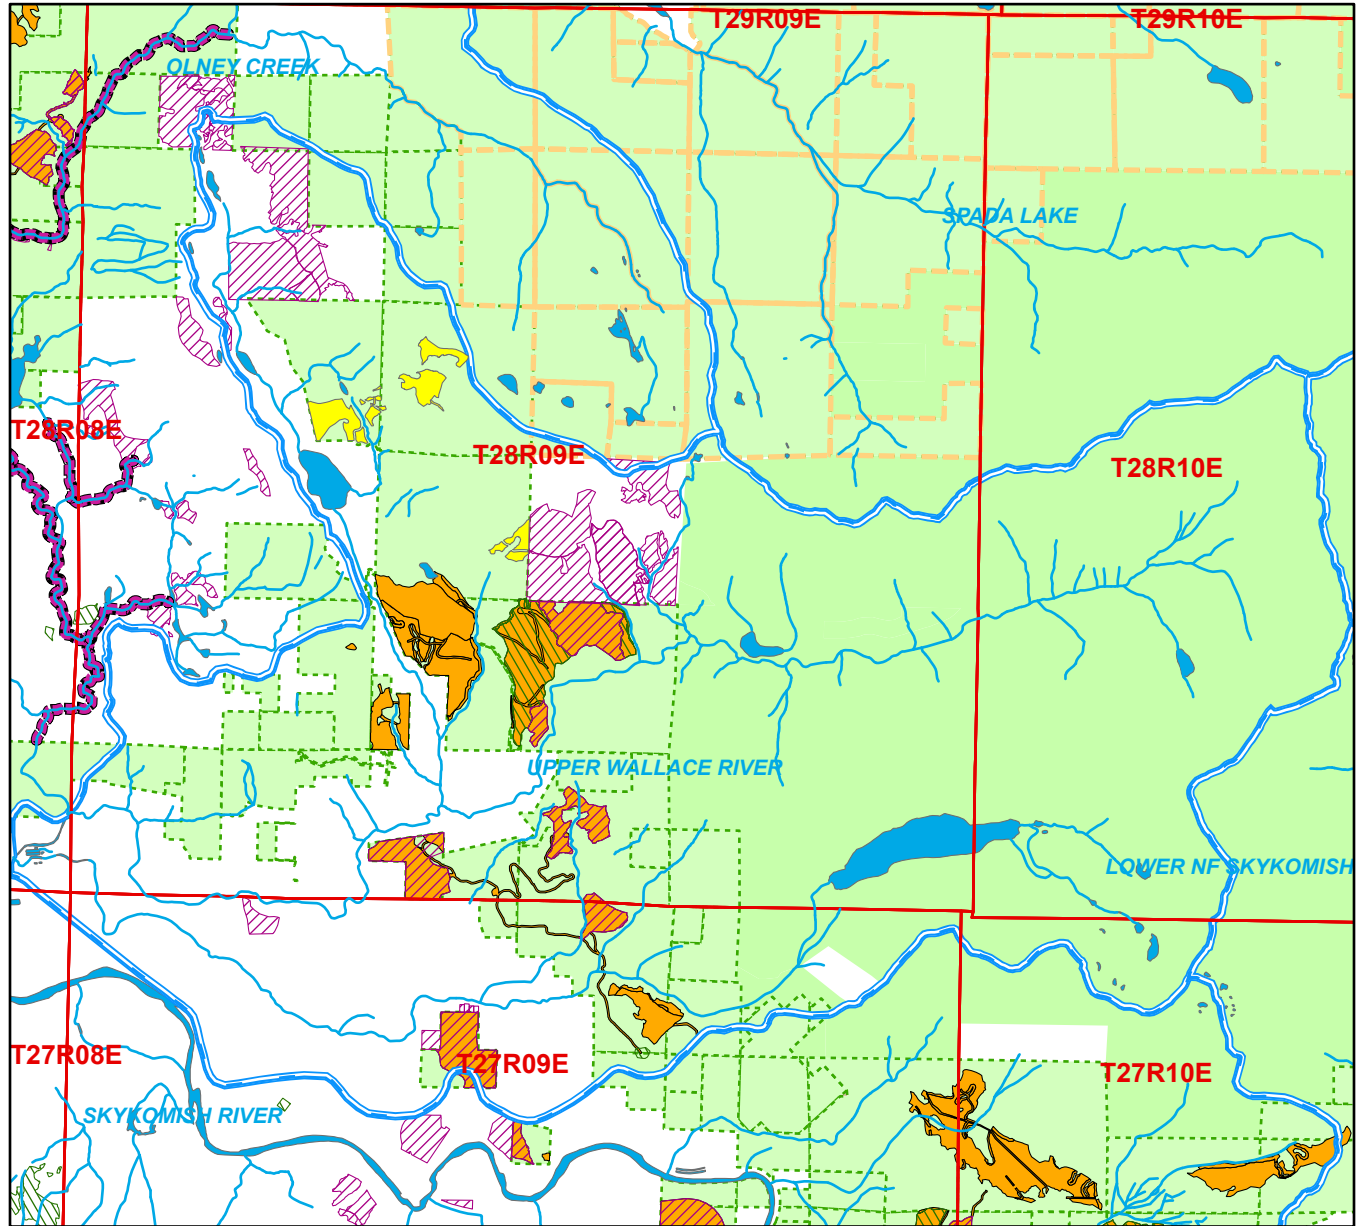 T29R09E
T29R10E
OLNEY CREEK
SPADA LAKE
T28R08E
T28R09E
T28R10E
UPPER WALLACE RIVER
LOWER NF SKYKOMISH
T27R08E
T27R09E
T27R10E
SKYKOMISH RIVER